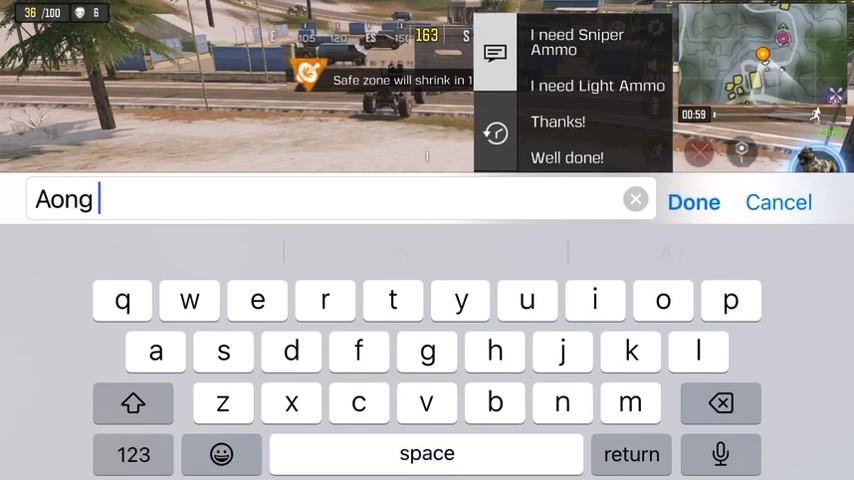 36 /100 6
E 105 120 ES 150 163 S
Safe zone will shrink in 1
I need Sniper
Ammo
I need Light Ammo
Thanks!
Well done!
00:59
Aong
Done
Cancel
q w e r t y u i o p
a s d f g h j k l
z x c v b n m
123
space
return